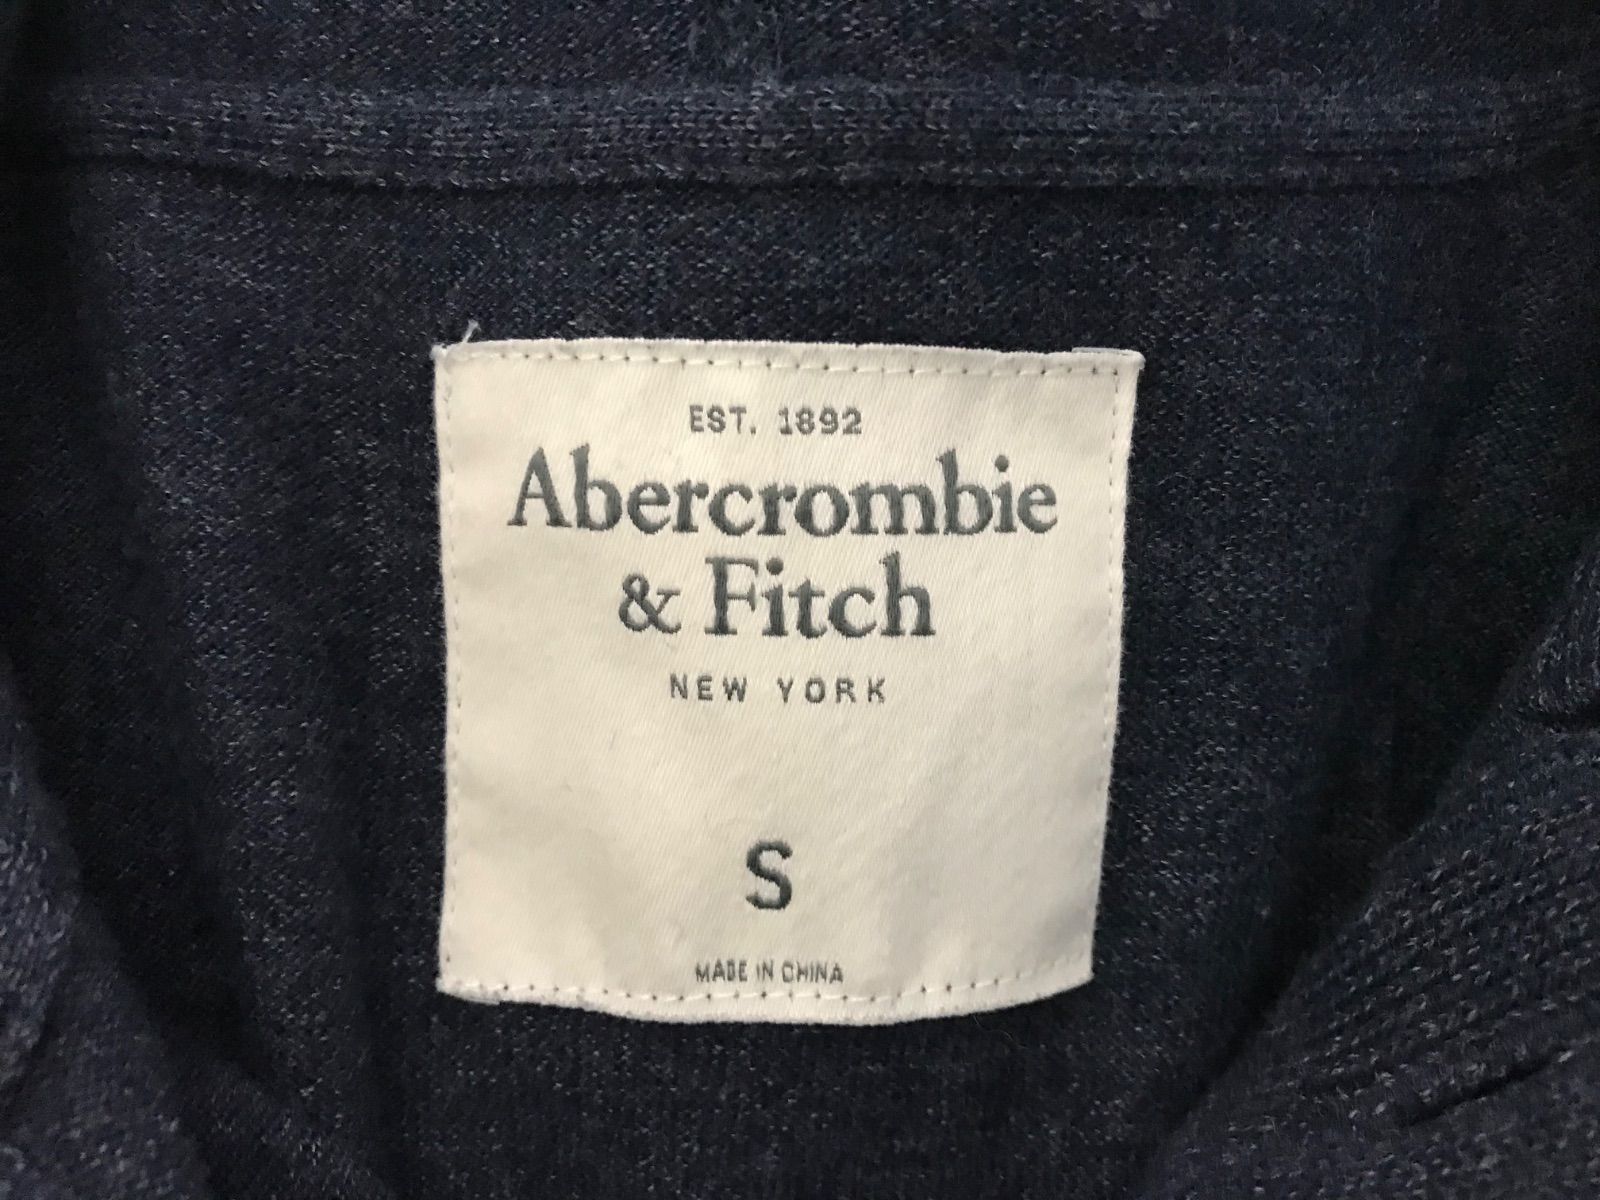 EST. 1892
Abercrombie
& Fitch
NEW YORK
S
MADE IN CHINA